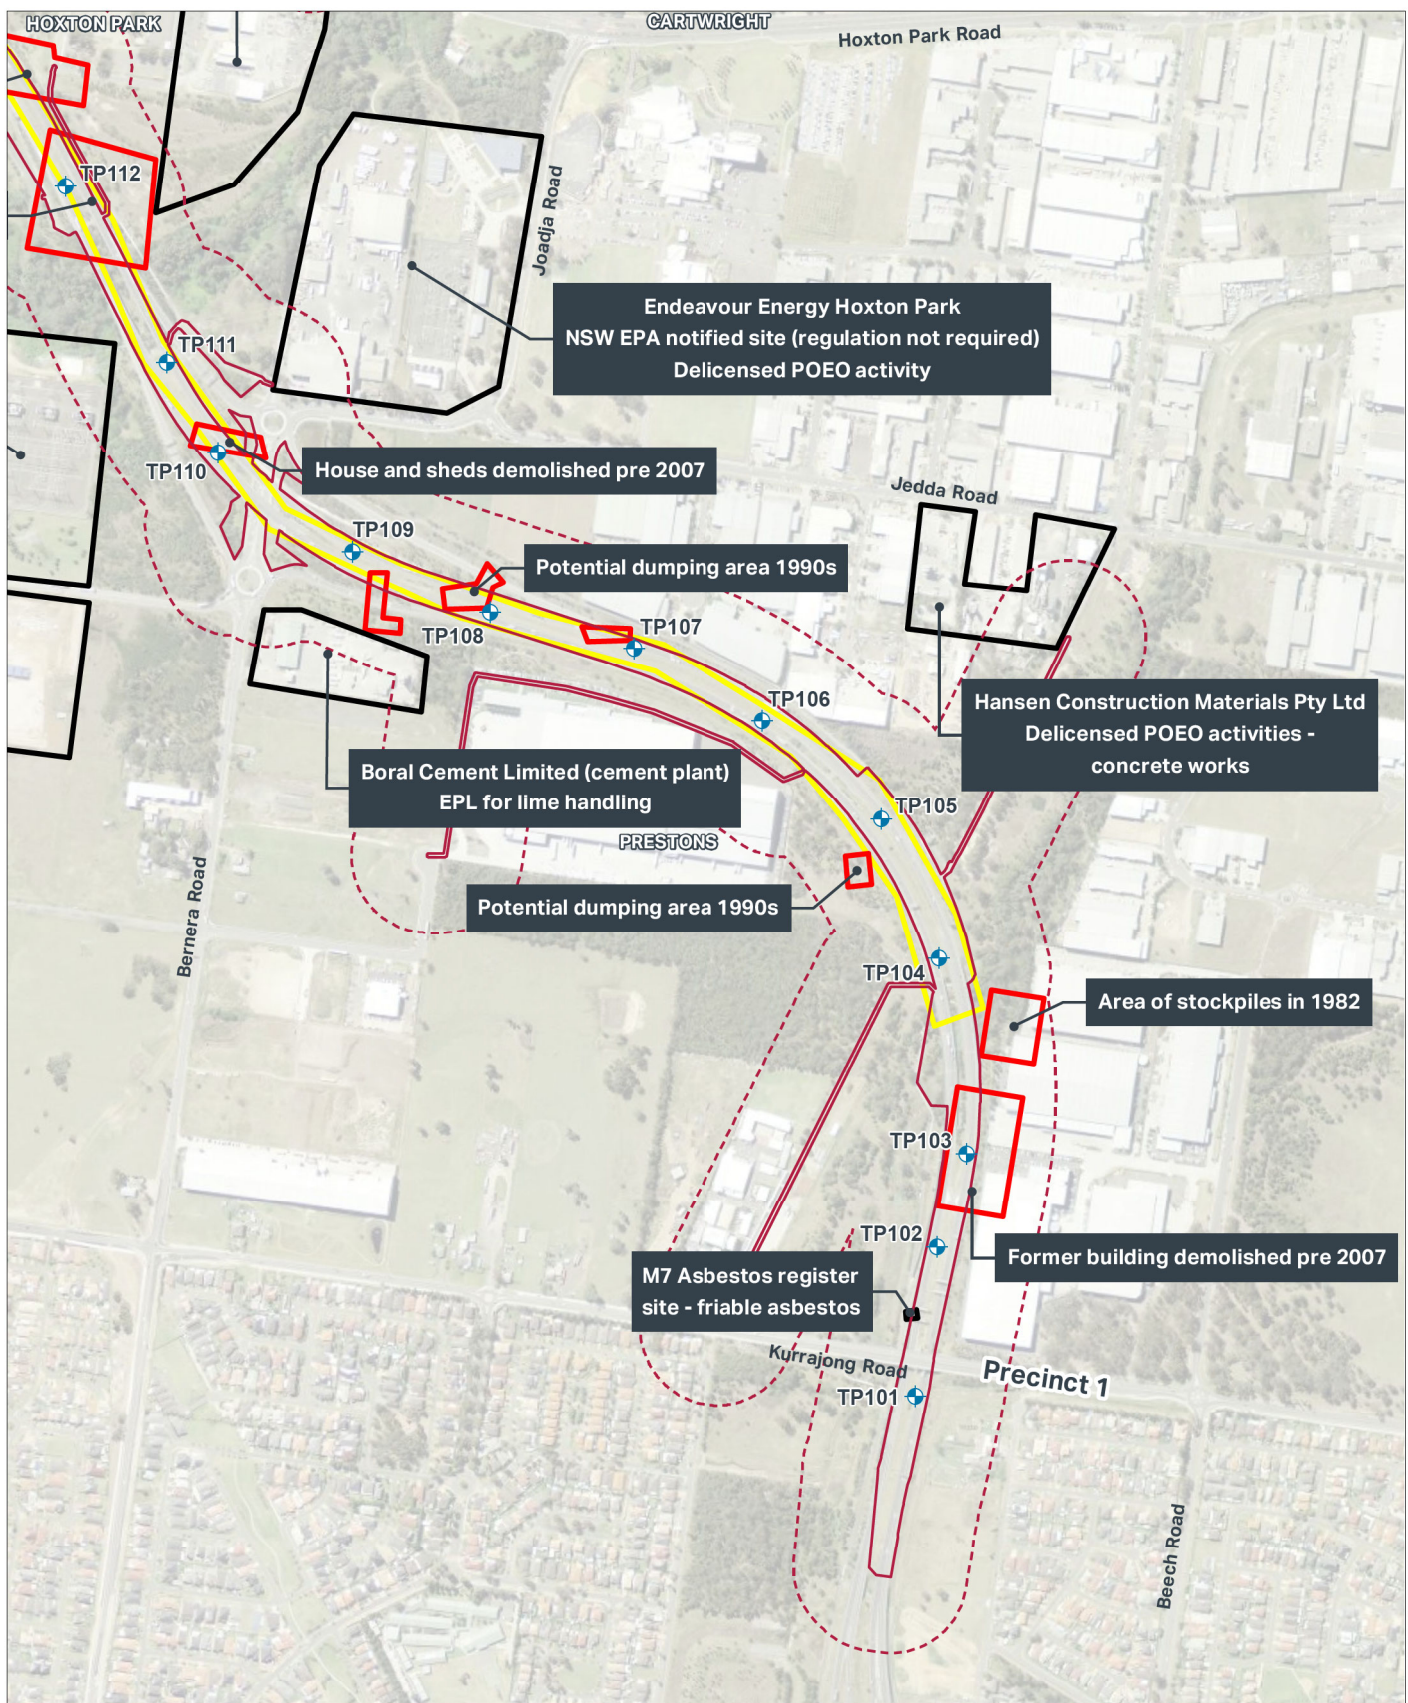 HOXTON PARK
CARTWRIGHT
Hoxton Park Road
TP112
Joadja Road
Endeavour Energy Hoxton Park
NSW EPA notified site (regulation not required)
Delicensed POEO activity
TP111
TP110
House and sheds demolished pre 2007
Jedda Road
TP109
Potential dumping area 1990s
TP108
TP107
TP106
Hansen Construction Materials Pty Ltd
Delicensed POEO activities -
concrete works
Boral Cement Limited (cement plant)
EPL for lime handling
TP105
PRESTONS
Bernera Road
Potential dumping area 1990s
TP104
Area of stockpiles in 1982
TP103
TP102
Former building demolished pre 2007
M7 Asbestos register
site - friable asbestos
Kurrajong Road
Precinct 1
TP101
Beech Road